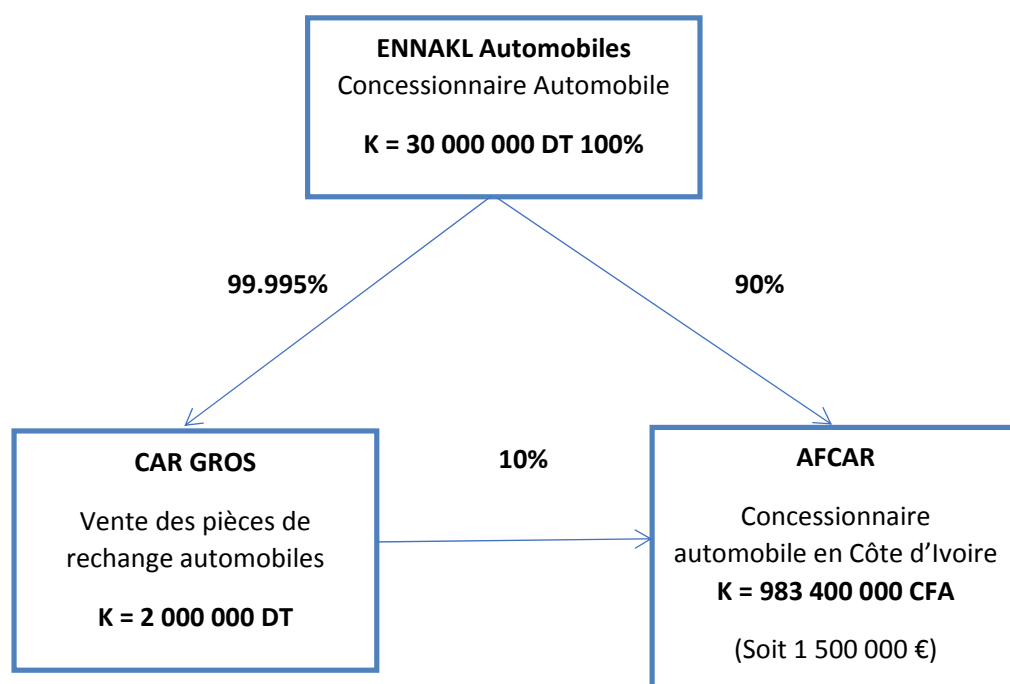 ENNAKL Automobiles
Concessionnaire Automobile
K = 30 000 000 DT 100%
99.995%
90%
CAR GROS
Vente des pièces de
rechange automobiles
K = 2 000 000 DT
10%
AFCAR
Concessionnaire
automobile en Côte d’Ivoire
K = 983 400 000 CFA
(Soit 1 500 000 €)